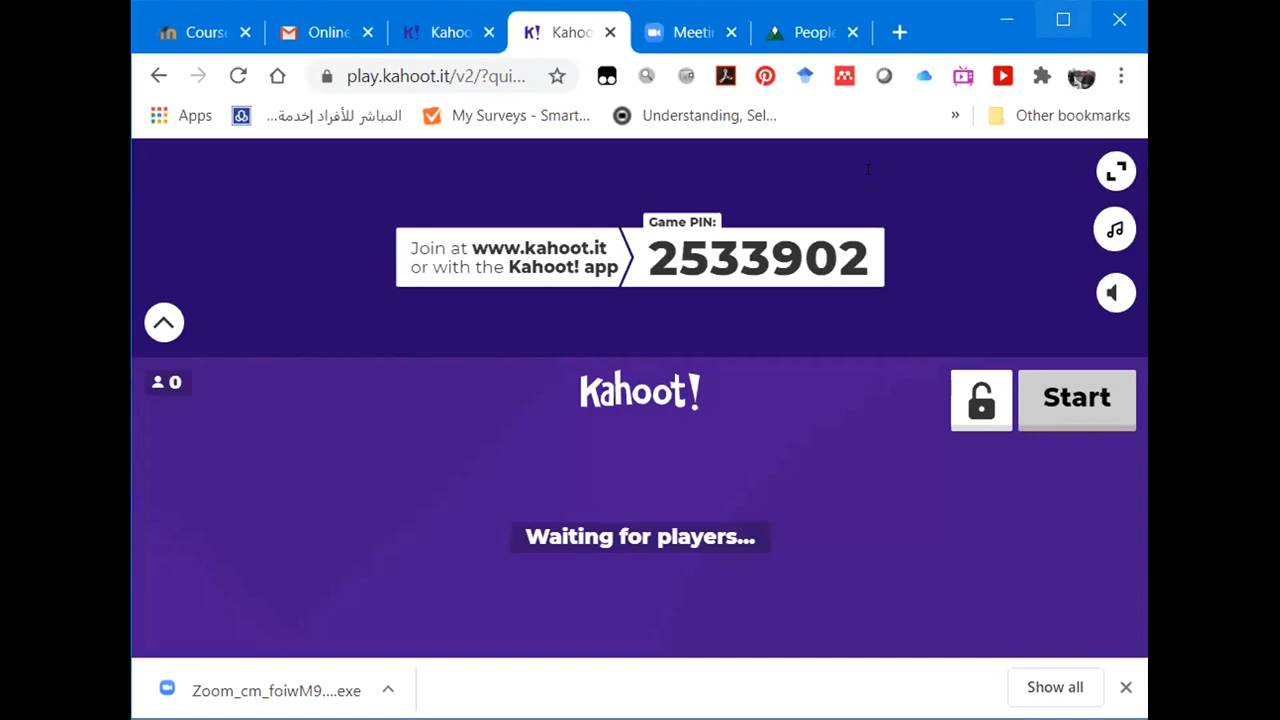 Course
Online
Kahoo
Kahoo
Meetin
People
play.kahoot.it/v2/?qui...
Apps
المباشر للأفراد |خدمة...
My Surveys - Smart...
Understanding, Sel...
»
Other bookmarks
Game PIN:
Join at www.kahoot.it
or with the Kahoot! app
2533902
0
Kahoot!
Start
Waiting for players...
Zoom_cm_foiwM9....exe
Show all